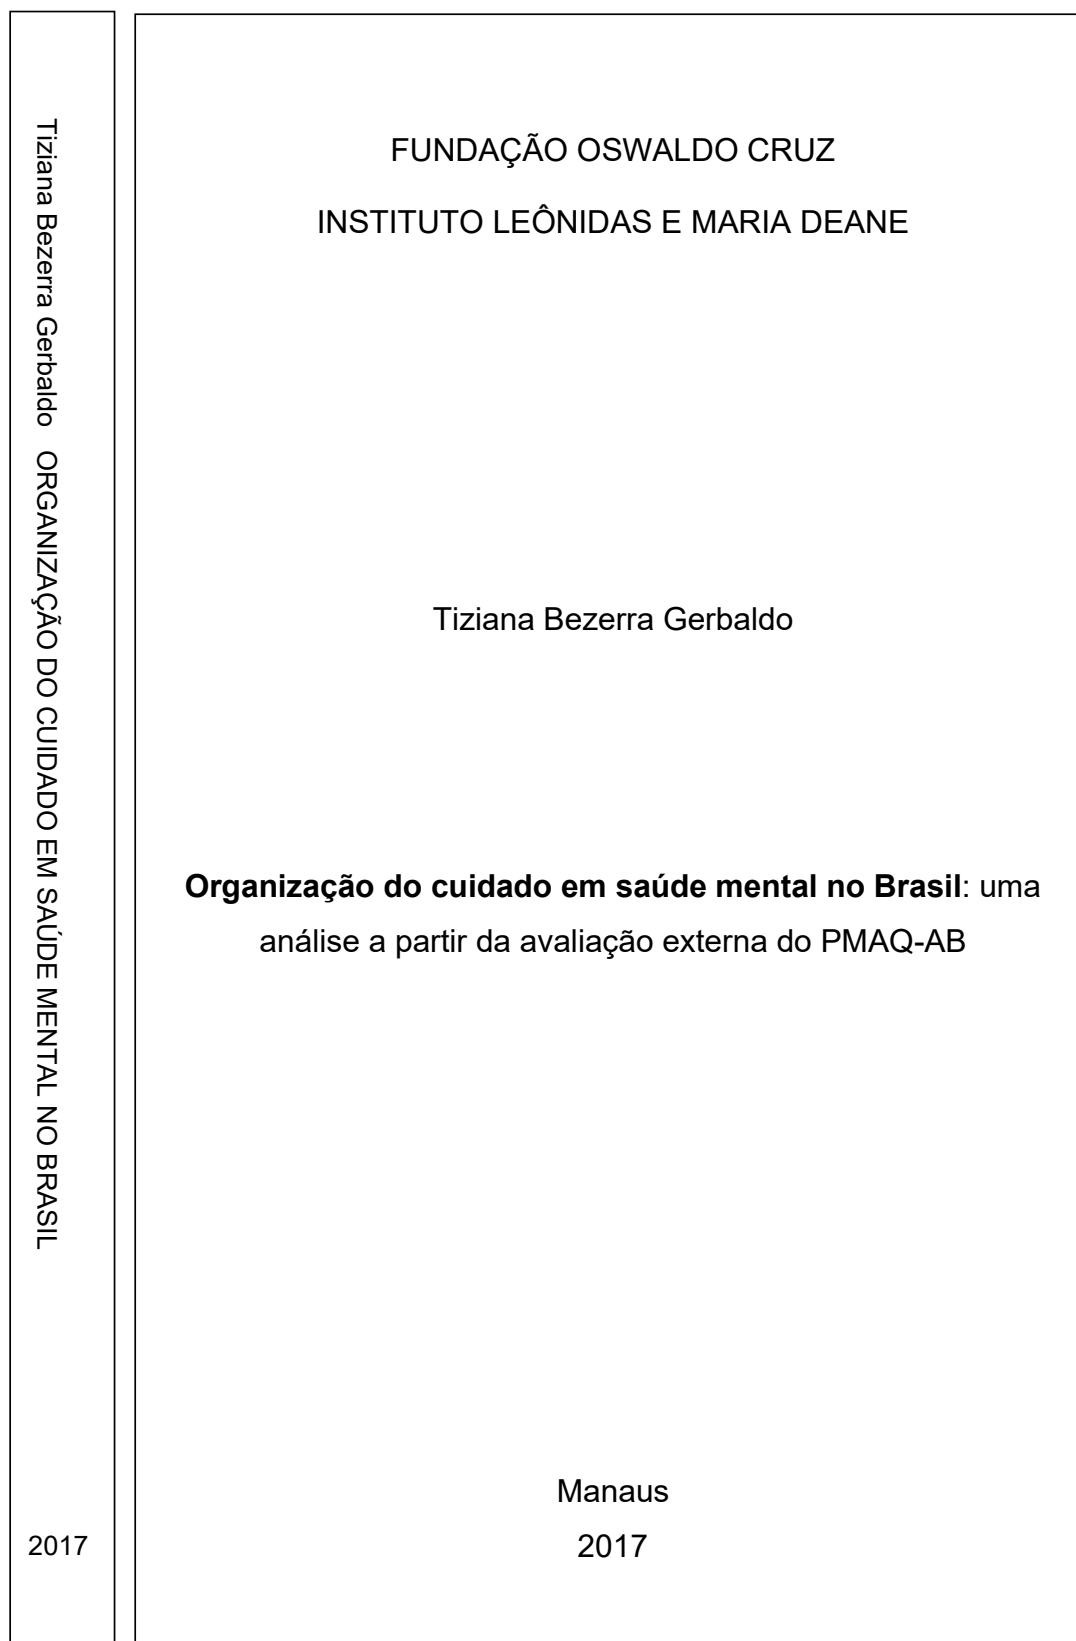 Tiziana Bezerra Gerbaldo ORGANIZAÇÃO DO CUIDADO EM SAÚDE MENTAL NO BRASIL
2017
FUNDAÇÃO OSWALDO CRUZ
INSTITUTO LEÔNIDAS E MARIA DEANE
Tiziana Bezerra Gerbaldo
Organização do cuidado em saúde mental no Brasil: uma
análise a partir da avaliação externa do PMAQ-AB
Manaus
2017